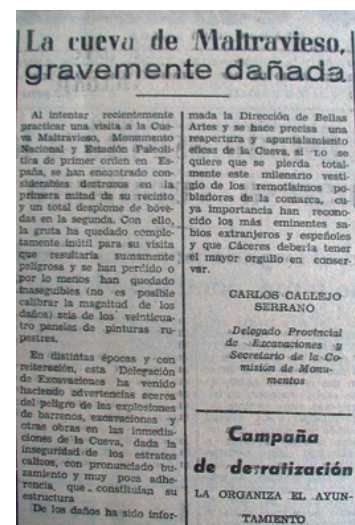 La cueva de Maltravieso,
gravemente dañada
Al intentar recientemente
practicar una visita a la Cue-
va Maltravieso, Monumento
Nacional y Estación Paleolí-
tica de primer orden en Es-
paña, se han encontrado con-
siderables destrozos en la
primera mitad de su recinto
y un total desplome de bóve-
das en la segunda. Con ello,
la gruta ha quedado comple-
tamente inútil para su visita
que resultaría sumamente
peligrosa y se han perdido o
por lo menos han quedado
inasequibles (no es posible
calibrar la magnitud de los
daños) seis de los veinticua-
tro paneles de pinturas ru-
pestres.
En distintas épocas y con
reiteración, esta Delegación
de Excavaciones ha venido
haciendo advertencias acerca
del peligro de las explosiones
de barrenos, excavaciones y
otras obras en las inmedia-
ciones de la Cueva, dada la
inseguridad de los estratos
calizos, con pronunciado bu-
zamiento y muy poca adhe-
rencia, que constituían su
estructura
De los daños ha sido infor-
mada la Dirección de Bellas
Artes y se hace precisa una
reapertura y apuntalamiento
eficaz de la Cueva, si no se
quiere que se pierda total-
mente este milenario vesti-
gio de los remotísimos po-
bladores de la comarca, cu-
ya importancia han recono-
cido los más eminentes sa-
bios extranjeros y españoles
y que Cáceres debería tener
el mayor orgullo en conser-
var.
CARLOS CALLEJO
SERRANO
Delegado Provincial
de Excavaciones y
Secretario de la Co-
misión de Monu-
mentos
Campaña
de desratización
LA ORGANIZA EL AYUN-
TAMIENTO